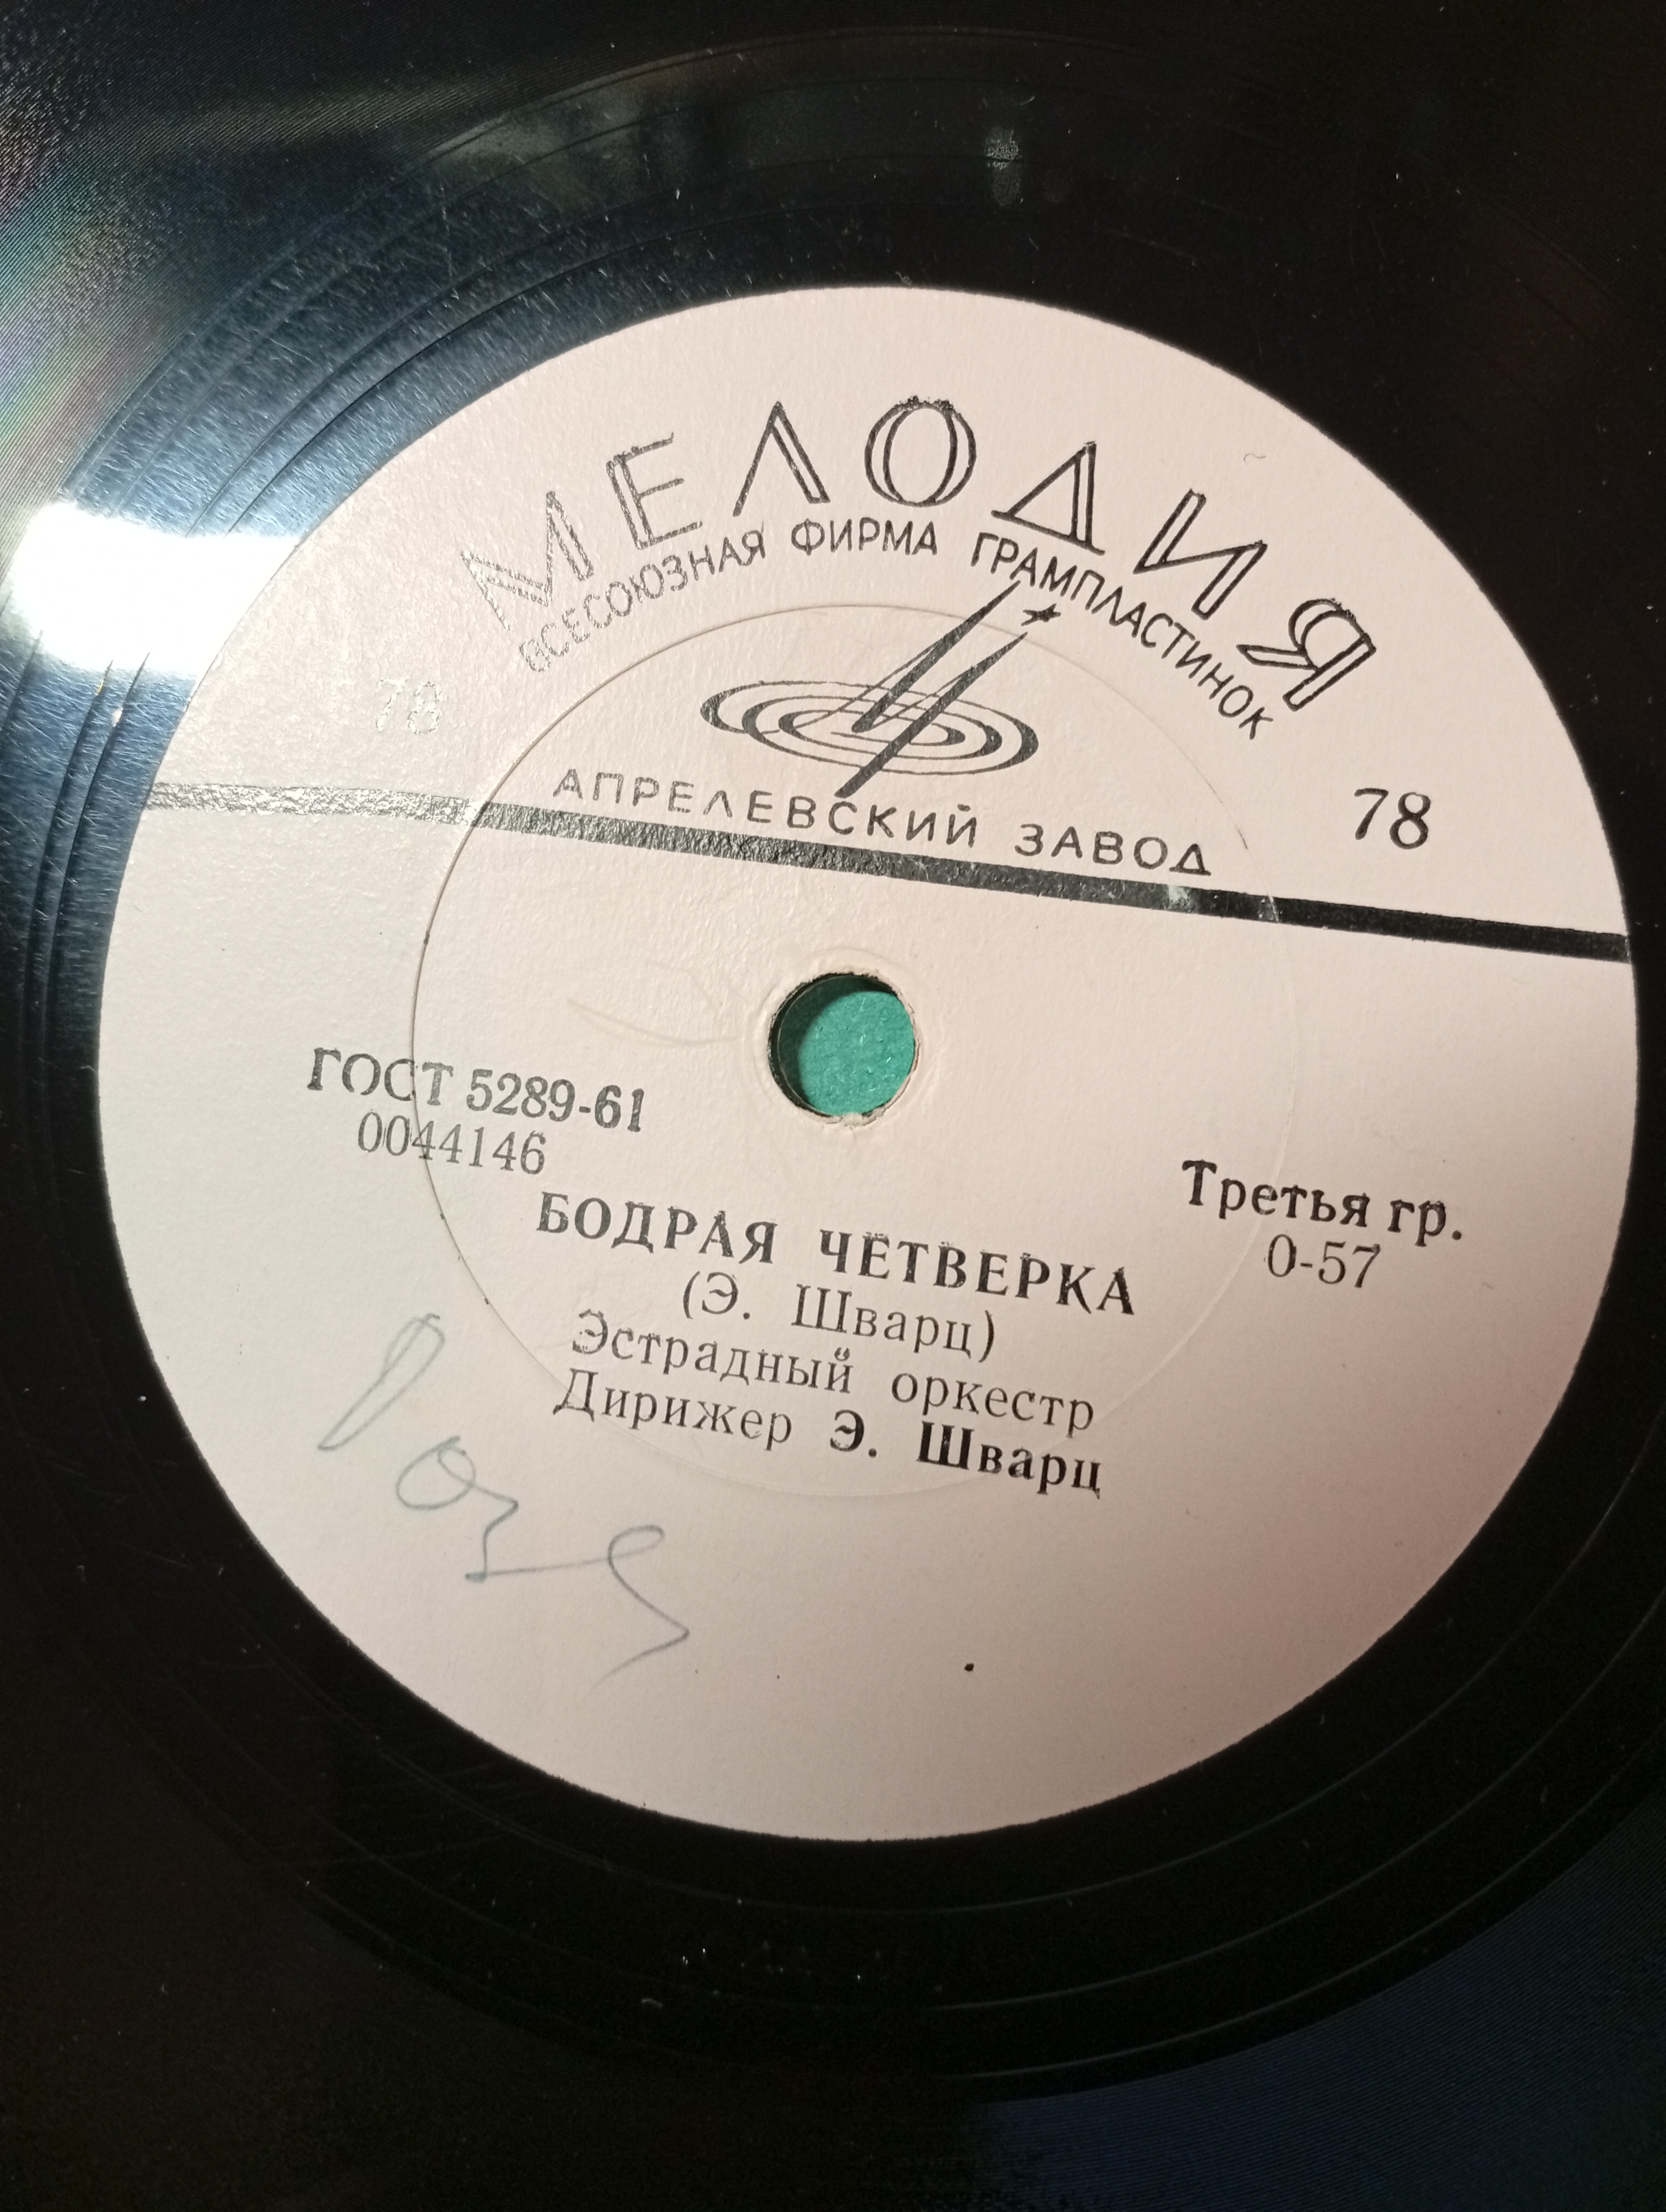 МЕЛОДИЯ
ВСЕСОЮЗНАЯ ФИРМА ГРАМПЛАСТИНОК
78
78
АПРЕЛЕВСКИЙ ЗАВОД
ГОСТ 5289-61
0044146
Третья гр.
0-57
БОДРАЯ ЧЕТВЕРКА
(Э. Шварц)
Эстрадный оркестр
Дирижер Э. Шварц